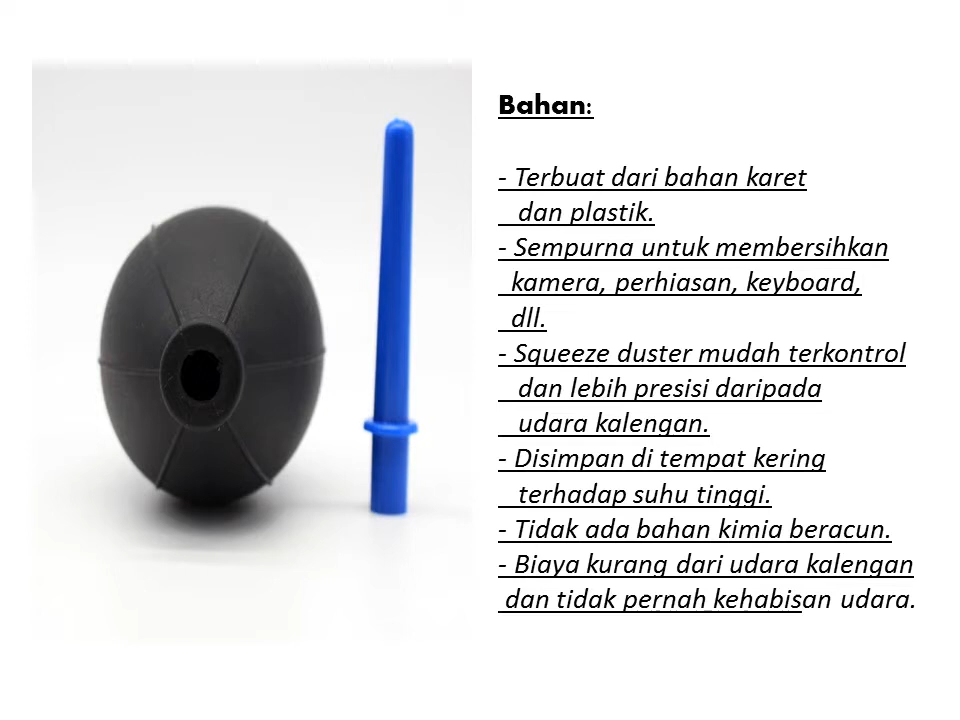 Bahan:
- Terbuat dari bahan karet
dan plastik.
- Sempurna untuk membersihkan
kamera, perhiasan, keyboard,
dll.
- Squeeze duster mudah terkontrol
dan lebih presisi daripada
udara kalengan.
- Disimpan di tempat kering
terhadap suhu tinggi.
- Tidak ada bahan kimia beracun.
- Biaya kurang dari udara kalengan
dan tidak pernah kehabisan udara.